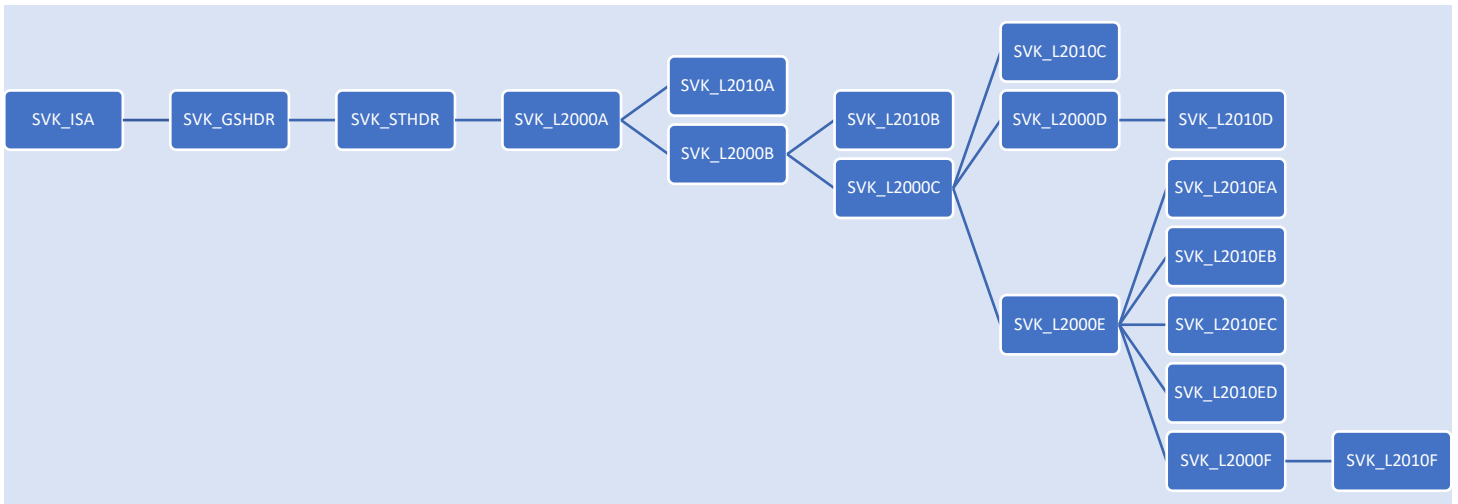 SVK_ISA
SVK_GSHDR
SVK_STHDR
SVK_L2000A
SVK_L2010A
SVK_L2000B
SVK_L2010B
SVK_L2000C
SVK_L2010C
SVK_L2000D
SVK_L2010D
SVK_L2000E
SVK_L2010EA
SVK_L2010EB
SVK_L2010EC
SVK_L2010ED
SVK_L2000F
SVK_L2010F